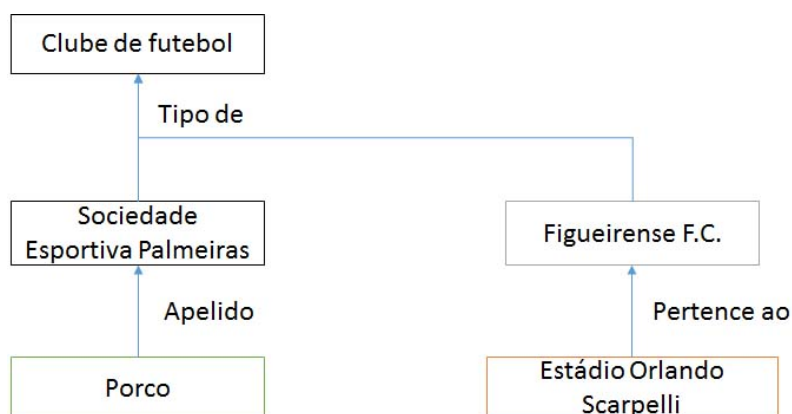 Clube de futebol
Tipo de
Sociedade
Esportiva Palmeiras
Figueirense F.C.
Apelido
Pertence ao
Porco
Estádio Orlando
Scarpelli